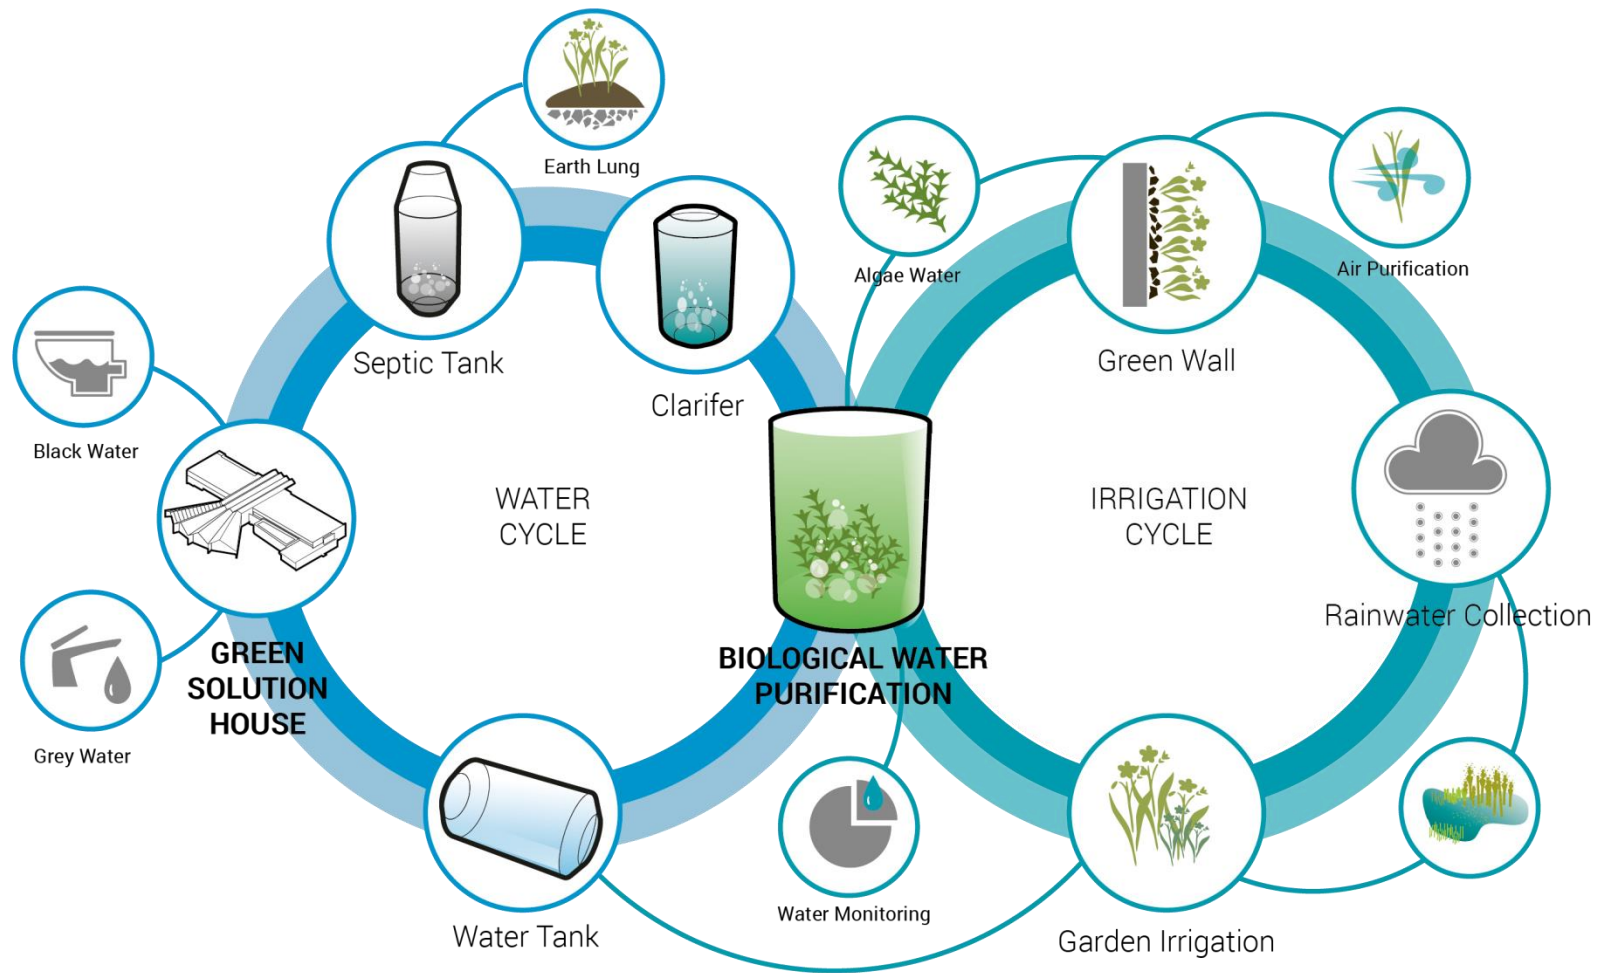 Earth Lung
Algae Water
Air Purification
Septic Tank
Green Wall
Clarifer
Black Water
WATER
CYCLE
IRRIGATION
CYCLE
Rainwater Collection
GREEN
SOLUTION
HOUSE
BIOLOGICAL WATER
PURIFICATION
Grey Water
Water Monitoring
Water Tank
Garden Irrigation